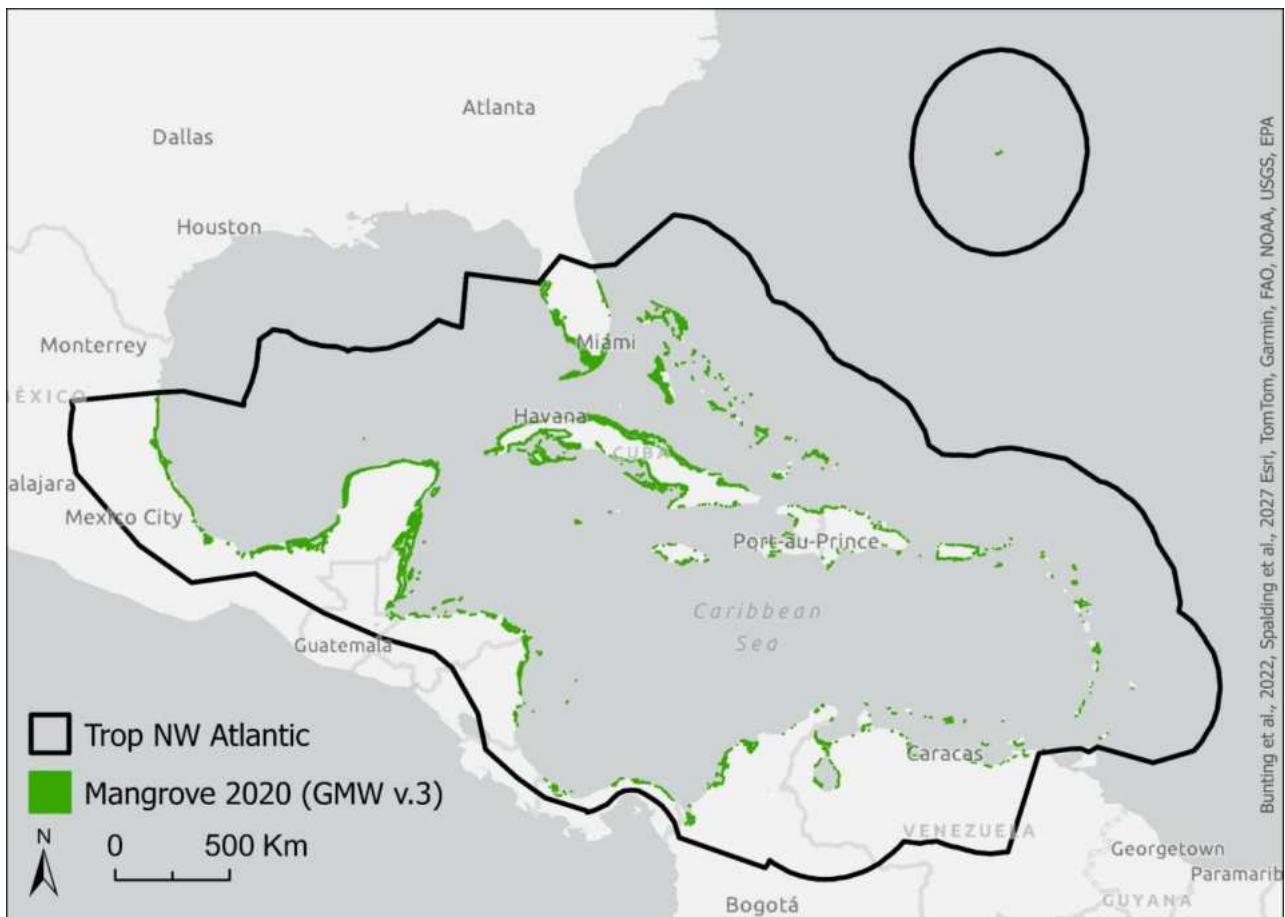 Atlanta
Dallas
Houston
Monterrey
MÉXICO
Miami
Havana
CUBA
alajara
Mexico City
Port-au-Prince
Caribbean
Sea
Guatemala
Caracas
VENEZUELA
Georgetown
Paramarib
GUYANA
Bogotá
Trop NW Atlantic
Mangrove 2020 (GMW v.3)
N
0 500 Km
Bunting et al., 2022, Spalding et al., 2027 Esri, TomTom, Garmin, FAO, NOAA, USGS, EPA